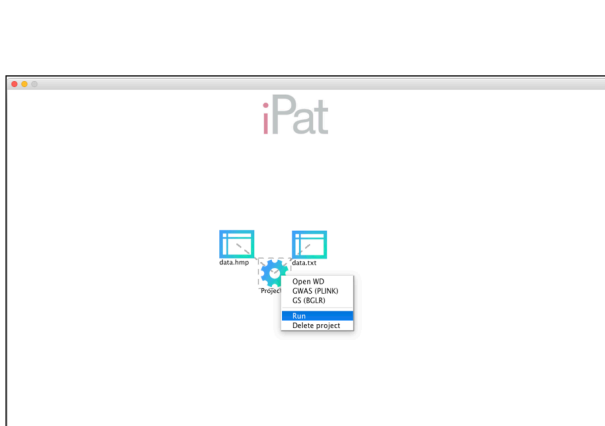 iPat
data.hmp
data.txt
Project
Open WD
GWAS (PLINK)
GS (BGLR)
Run
Delete project